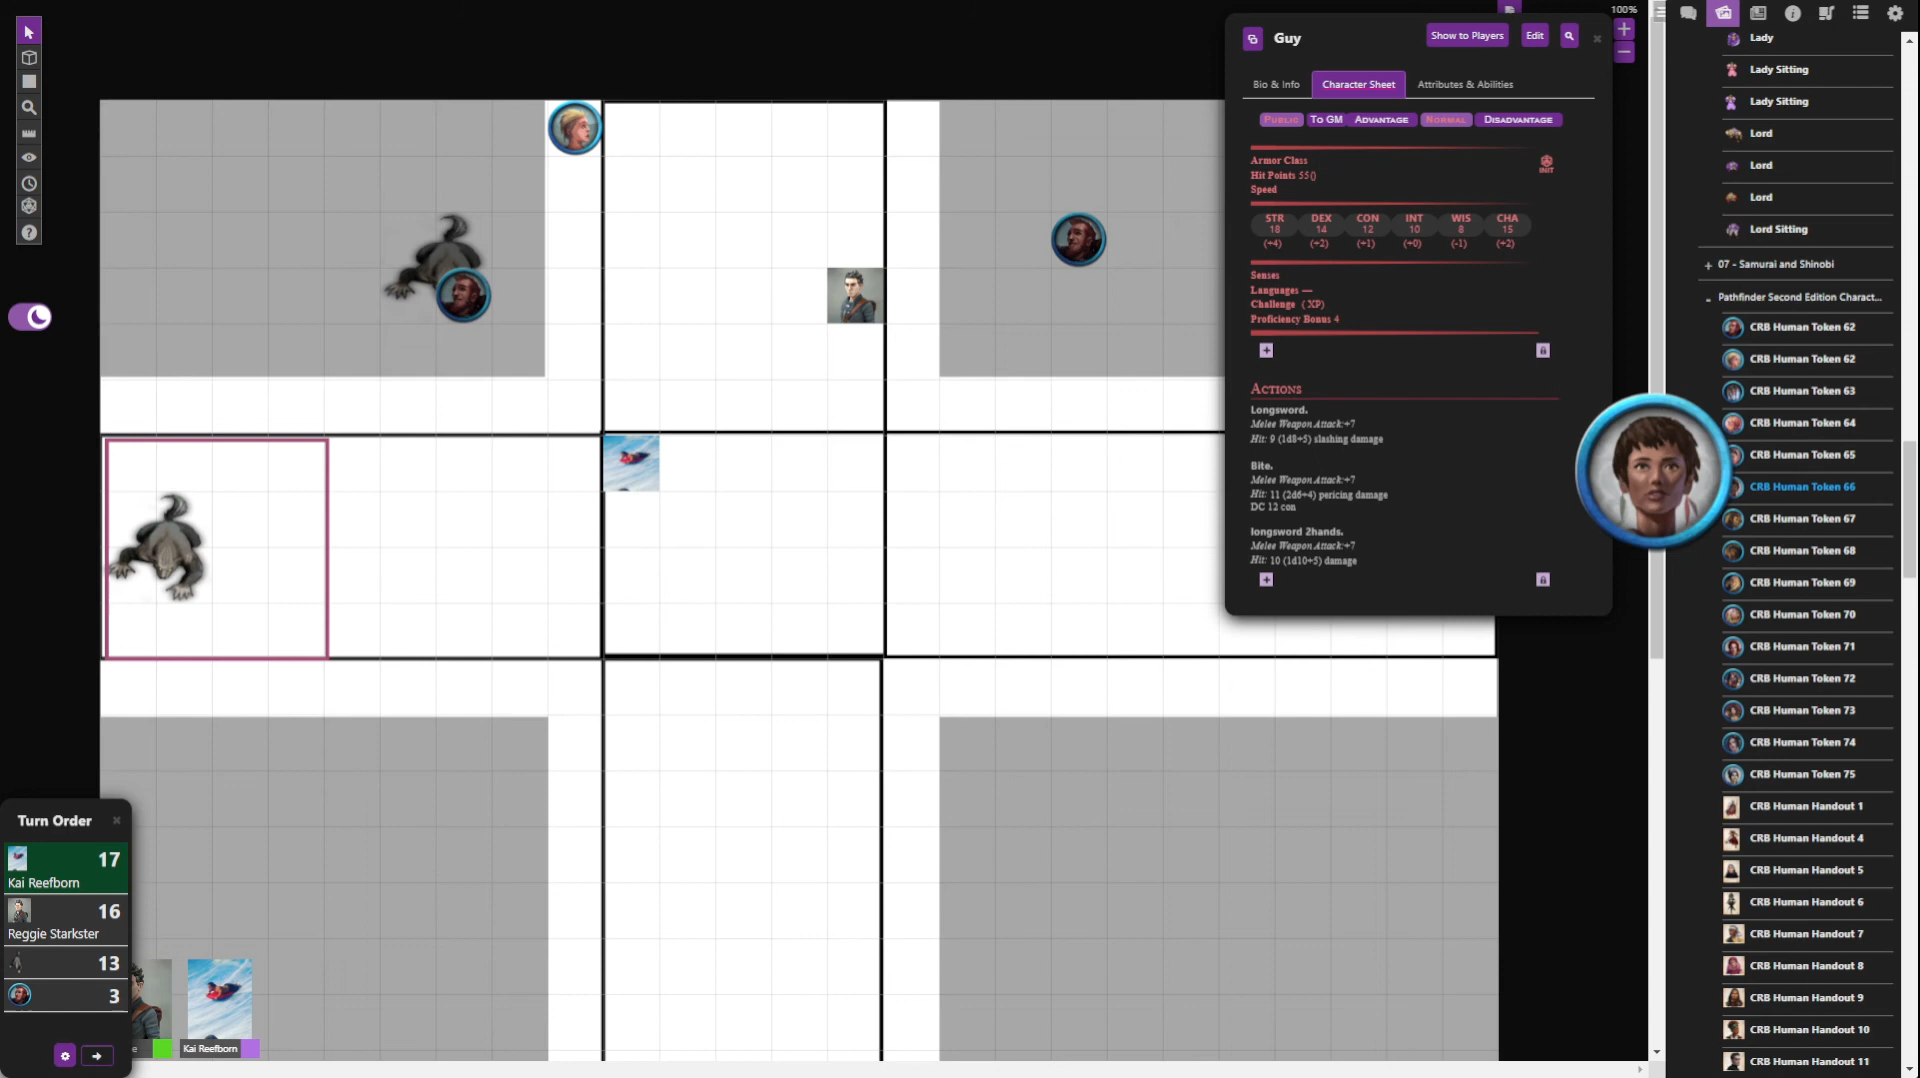 100%
Guy
Show to Players
Edit
Bio & Info
Character Sheet
Attributes & Abilities
Public
To GM
Advantage
Normal
Disadvantage
Armor Class
Hit Points 55()
Speed
INIT
STR
DEX
CON
INT
WIS
CHA
18
14
12
10
8
15
(+4)
(+2)
(+1)
(+0)
(-1)
(+2)
Senses
Languages —
Challenge ( XP)
Proficiency Bonus 4
Actions
Longsword.
Melee Weapon Attack:+7
Hit: 9 (1d8+5) slashing damage
Bite.
Melee Weapon Attack:+7
Hit: 11 (2d6+4) pericing damage
DC 12 con
longsword 2hands.
Melee Weapon Attack:+7
Hit: 10 (1d10+5) damage
Lady
Lady Sitting
Lady Sitting
Lord
Lord
Lord
Lord Sitting
07 - Samurai and Shinobi
Pathfinder Second Edition Charact...
CRB Human Token 62
CRB Human Token 62
CRB Human Token 63
CRB Human Token 64
CRB Human Token 65
CRB Human Token 66
CRB Human Token 67
CRB Human Token 68
CRB Human Token 69
CRB Human Token 70
CRB Human Token 71
CRB Human Token 72
CRB Human Token 73
CRB Human Token 74
CRB Human Token 75
CRB Human Handout 1
CRB Human Handout 4
CRB Human Handout 5
CRB Human Handout 6
CRB Human Handout 7
CRB Human Handout 8
CRB Human Handout 9
CRB Human Handout 10
CRB Human Handout 11
Turn Order
17
Kai Reefborn
16
Reggie Starkster
13
3
e
Kai Reefborn